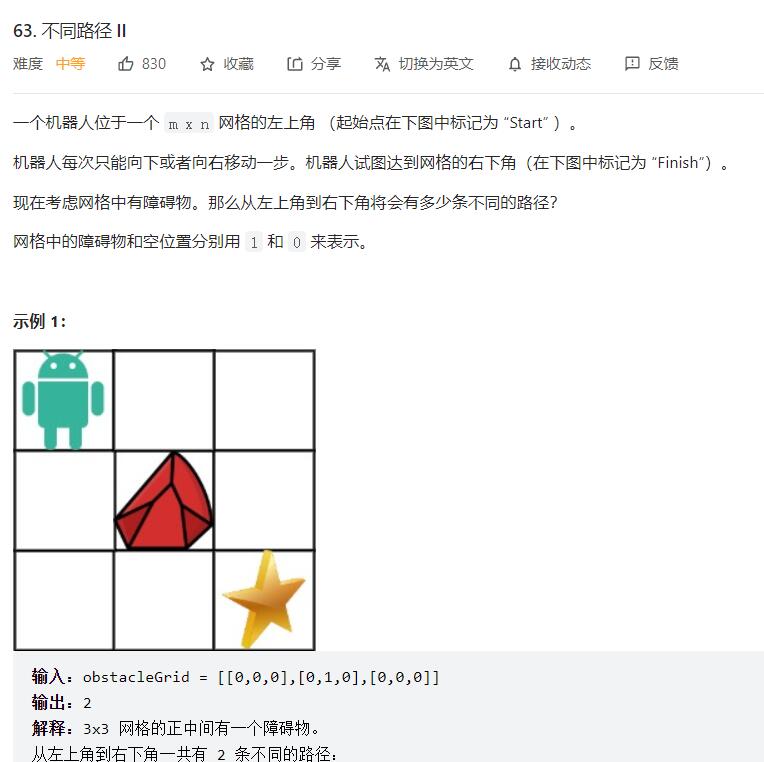 63. 不同路径 II
难度 中等 830 收藏 分享 切换为英文 接收动态 反馈
一个机器人位于一个 m x n 网格的左上角 （起始点在下图中标记为 “Start” ）。
机器人每次只能向下或者向右移动一步。机器人试图达到网格的右下角（在下图中标记为 “Finish”）。
现在考虑网格中有障碍物。那么从左上角到右下角将会有多少条不同的路径？
网格中的障碍物和空位置分别用 1 和 0 来表示。
示例 1：
输入：obstacleGrid = [[0,0,0],[0,1,0],[0,0,0]]
输出：2
解释：3x3 网格的正中间有一个障碍物。
从左上角到右下角一共有 2 条不同的路径：